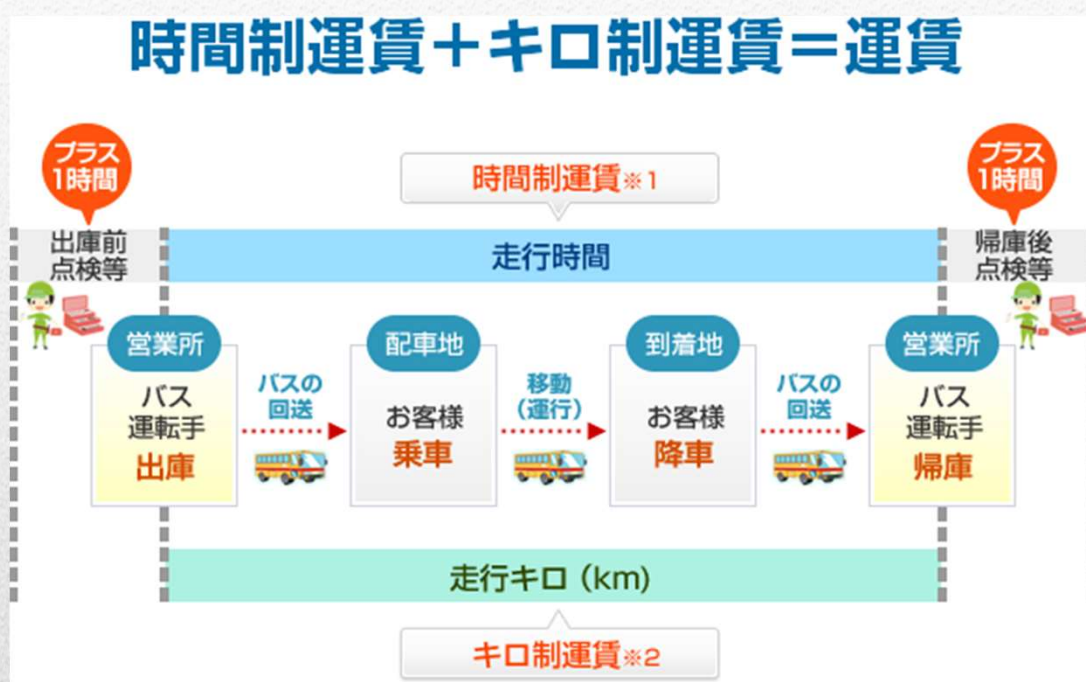 時間制運賃＋キロ制運賃＝運賃
プラス
1時間
時間制運賃※1
プラス
1時間
出庫前
点検等
走行時間
帰庫後
点検等
営業所
バス
運転手
出庫
バスの
回送
配車地
お客様
乗車
移動
（運行）
到着地
お客様
降車
バスの
回送
営業所
バス
運転手
帰庫
走行キロ（km）
キロ制運賃※2